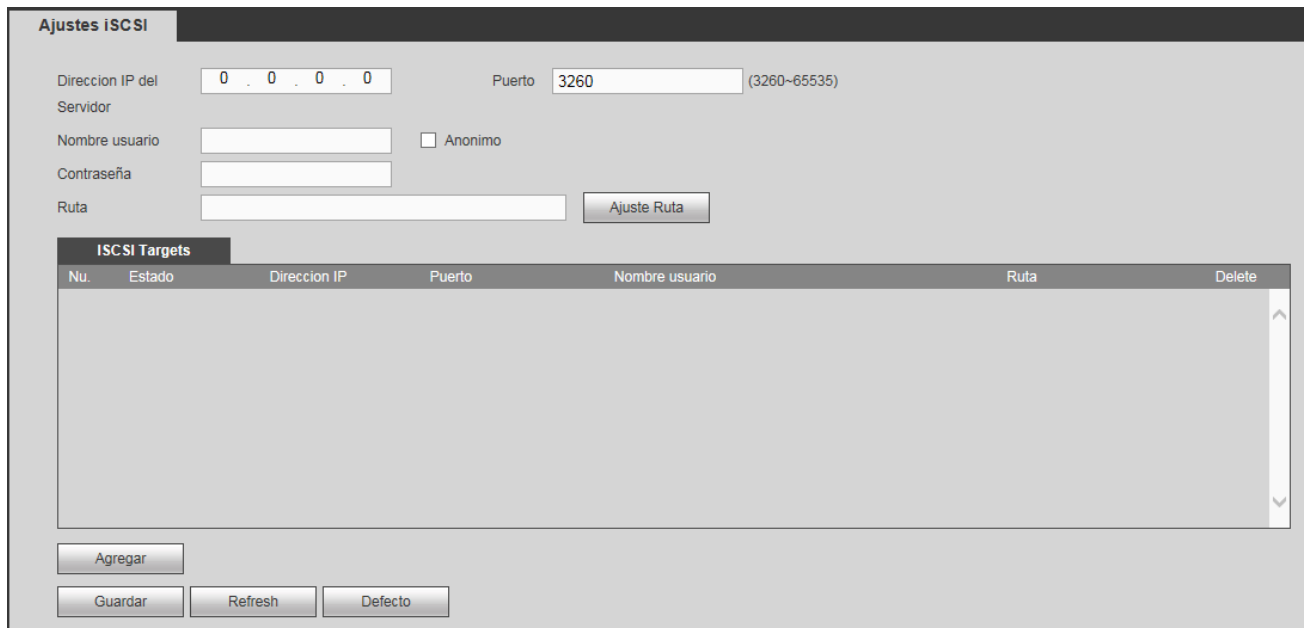 Ajustes iSCSI
Direccion IP del Servidor 0 . 0 . 0 . 0 Puerto 3260 (3260~65535)
Nombre usuario Anonimo
Contraseña
Ruta Ajuste Ruta
ISCSI Targets
Nu. Estado Direccion IP Puerto Nombre usuario Ruta Delete
Agregar
Guardar Refresh Defecto